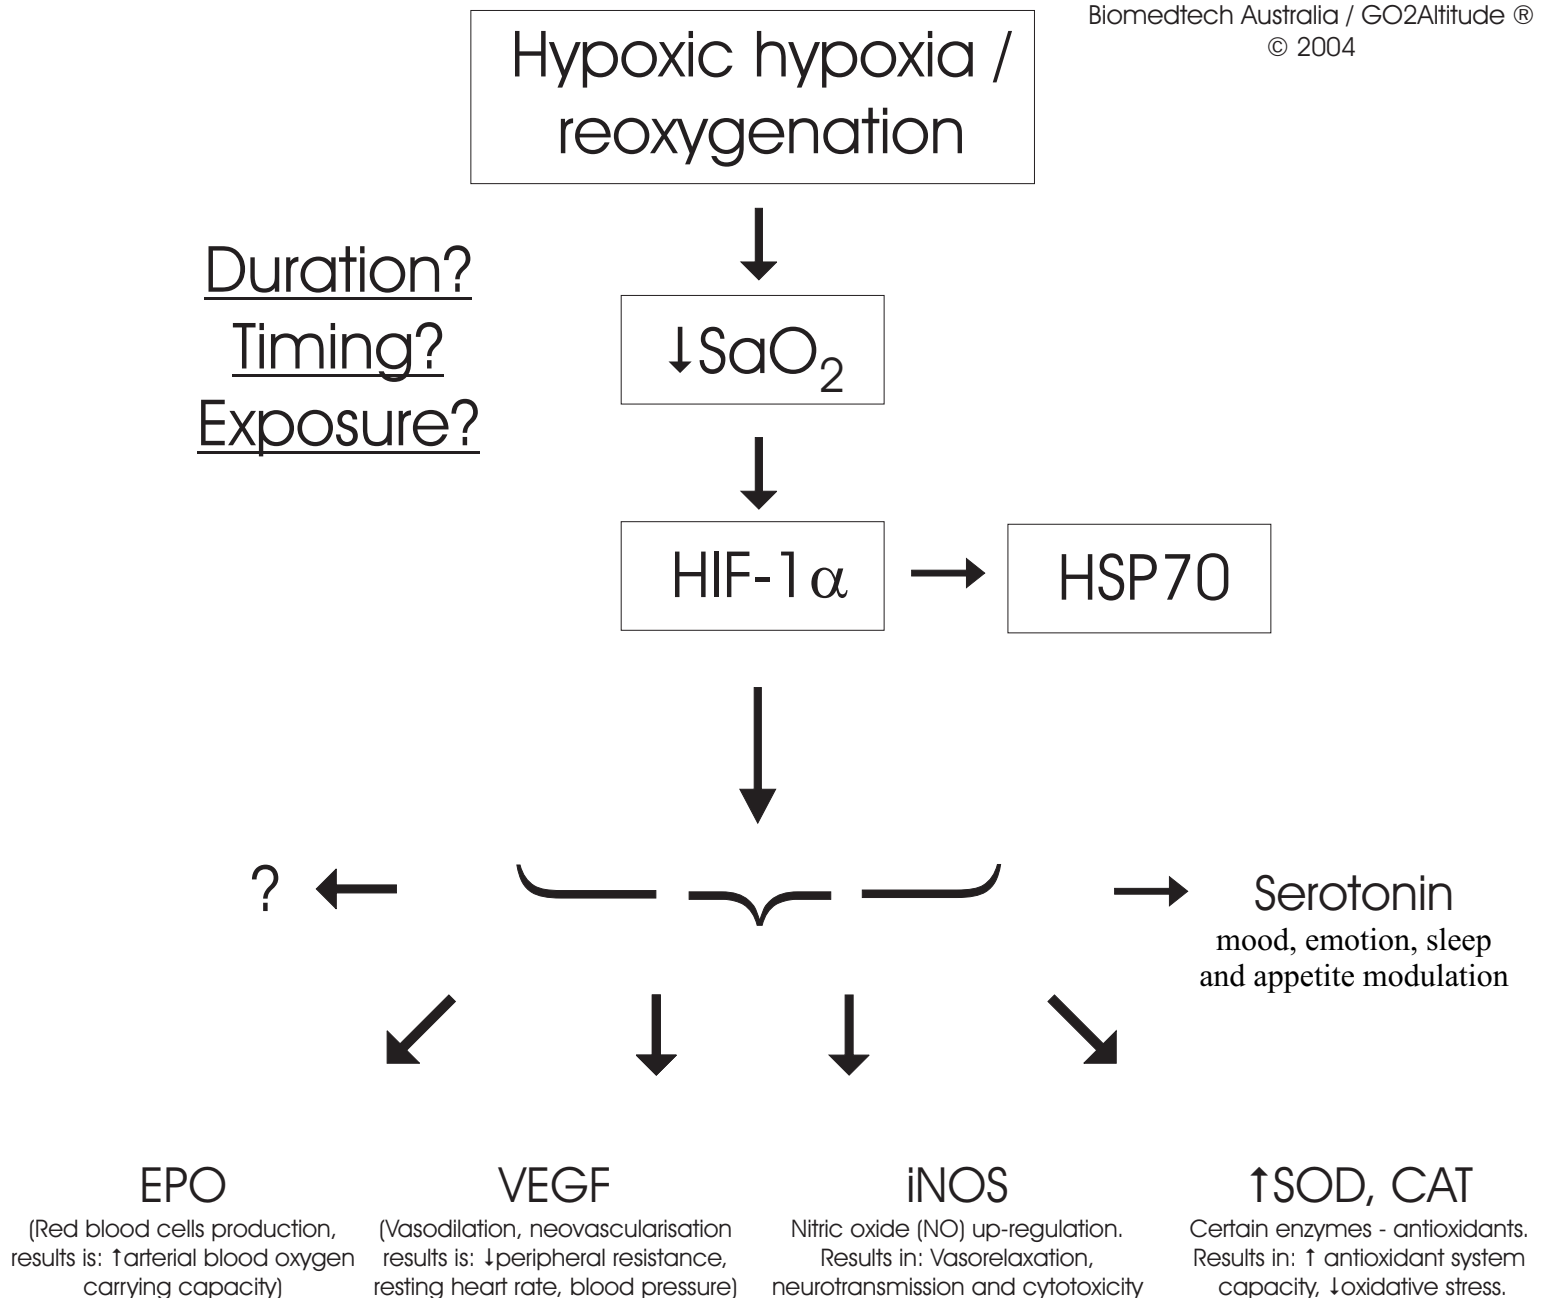 Biomedtech Australia / GO2Altitude ®
© 2004
Hypoxic hypoxia /
reoxygenation
Duration?
Timing?
Exposure?
↓SaO₂
HIF-1α
HSP70
?
Serotonin
mood, emotion, sleep
and appetite modulation
EPO
(Red blood cells production,
results is: ↑arterial blood oxygen
carrying capacity)
VEGF
(Vasodilation, neovascularisation
results is: ↓peripheral resistance,
resting heart rate, blood pressure)
iNOS
Nitric oxide (NO) up-regulation.
Results in: Vasorelaxation,
neurotransmission and cytotoxicity
↑SOD, CAT
Certain enzymes - antioxidants.
Results in: ↑ antioxidant system
capacity, ↓oxidative stress.